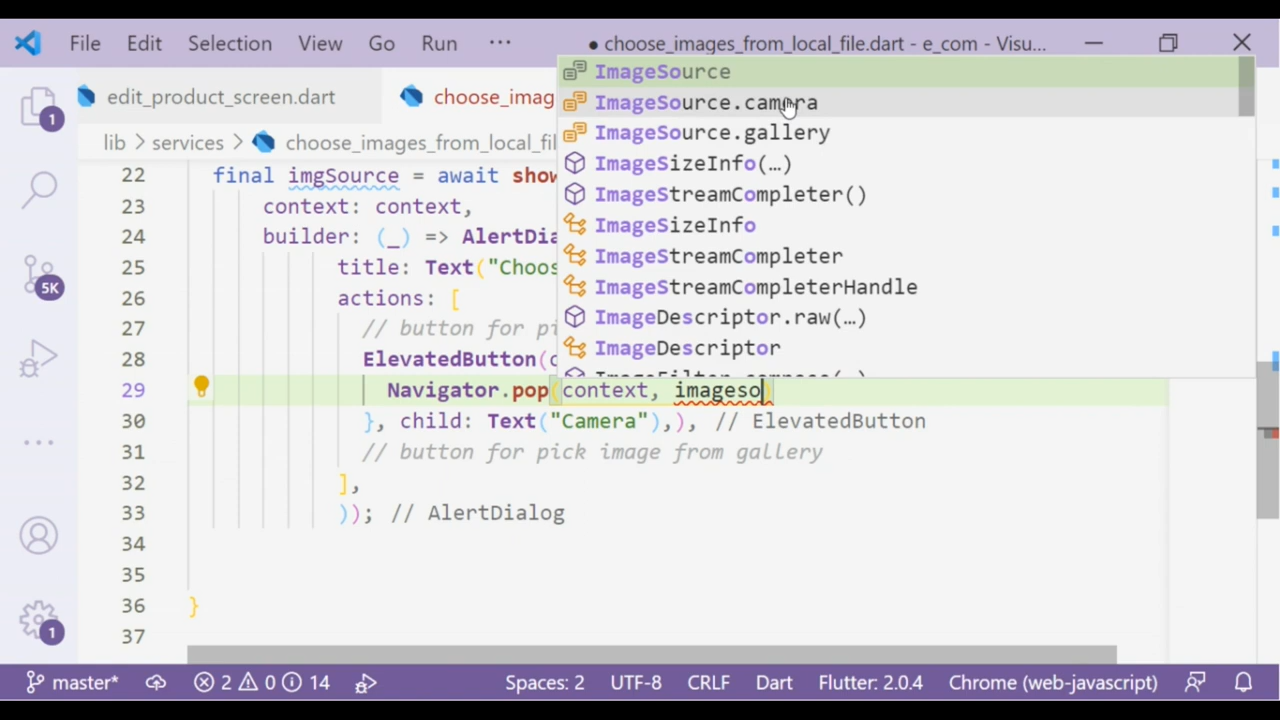 File Edit Selection View Go Run ··· ● choose_images_from_local_file.dart - e_com - Visu...
edit_product_screen.dart choose_imag
lib > services > choose_images_from_local_fil
ImageSource
ImageSource.camera
ImageSource.gallery
ImageSizeInfo(…)
ImageStreamCompleter()
ImageSizeInfo
ImageStreamCompleter
ImageStreamCompleterHandle
ImageDescriptor.raw(…)
ImageDescriptor
ImageFilter.compose(…)
22 final imgSource = await show
23 context: context,
24 builder: (_) => AlertDia
25 title: Text("Choos
26 actions: [
27 // button for pi
28 ElevatedButton(
29 Navigator.pop(context, imageso)
30 }, child: Text("Camera"),), // ElevatedButton
31 // button for pick image from gallery
32 ],
33 )); // AlertDialog
34
35
36 }
37
1
5K
1
master* 2 0 14 Spaces: 2 UTF-8 CRLF Dart Flutter: 2.0.4 Chrome (web-javascript)